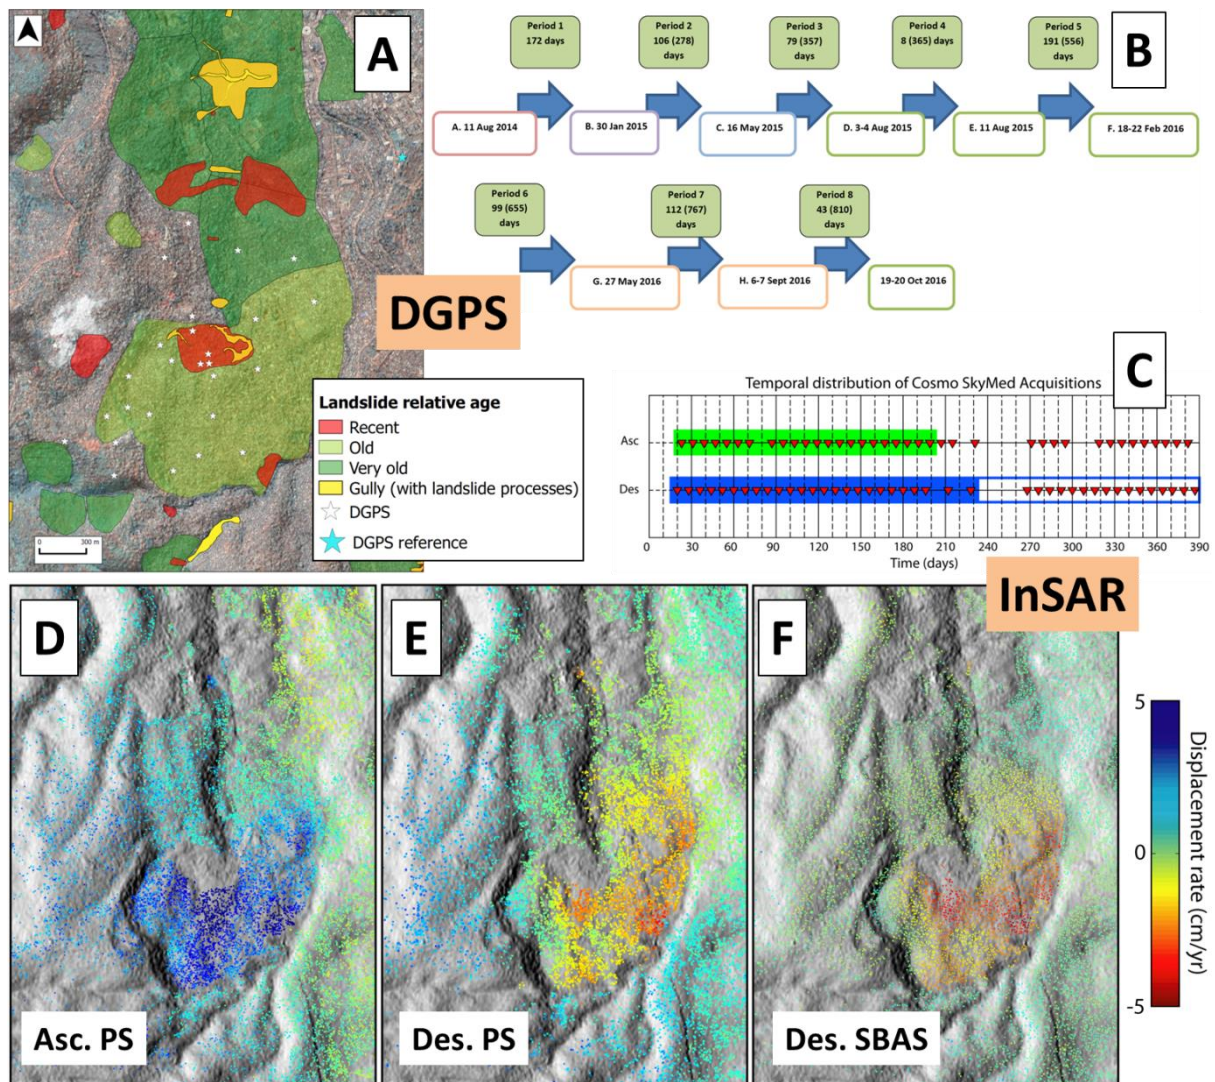 A
Landslide relative age
Recent
Old
Very old
Gully (with landslide processes)
DGPS
DGPS reference
0 300 m
DGPS
B
Period 1
172 days
Period 2
106 (278)
days
Period 3
79 (357)
days
Period 4
8 (365) days
Period 5
191 (556)
days
A. 11 Aug 2014
B. 30 Jan 2015
C. 16 May 2015
D. 3-4 Aug 2015
E. 11 Aug 2015
F. 18-22 Feb 2016
Period 6
99 (655)
days
Period 7
112 (767)
days
Period 8
43 (810)
days
G. 27 May 2016
H. 6-7 Sept 2016
19-20 Oct 2016
C
Temporal distribution of Cosmo SkyMed Acquisitions
Asc
Des
0 30 60 90 120 150 180 210 240 270 300 330 360 390
Time (days)
InSAR
D
Asc. PS
E
Des. PS
F
Des. SBAS
5
0
-5
Displacement rate (cm/yr)